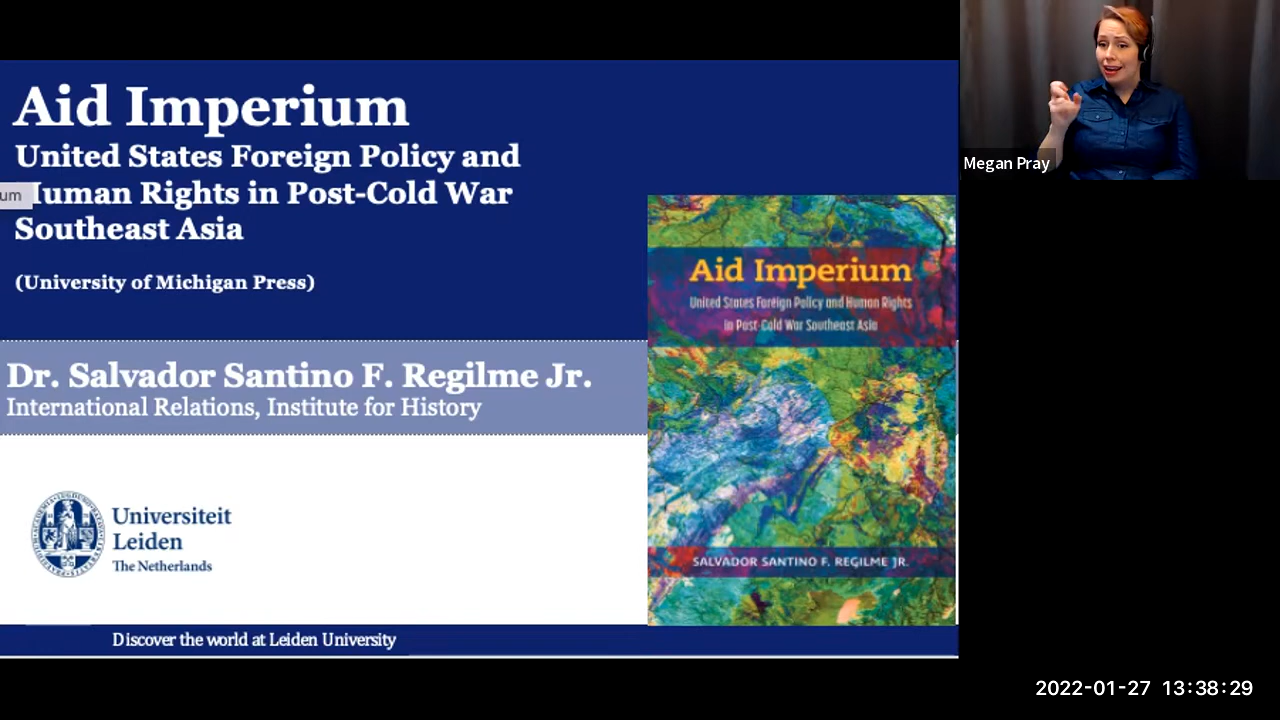 Aid Imperium
United States Foreign Policy and
Human Rights in Post-Cold War
Southeast Asia
(University of Michigan Press)
um
Dr. Salvador Santino F. Regilme Jr.
International Relations, Institute for History
Universiteit
Leiden
The Netherlands
Discover the world at Leiden University
Aid Imperium
United States Foreign Policy and Human Rights
in Post-Cold War Southeast Asia
SALVADOR SANTINO F. REGILME JR.
Megan Pray
2022-01-27 13:38:29